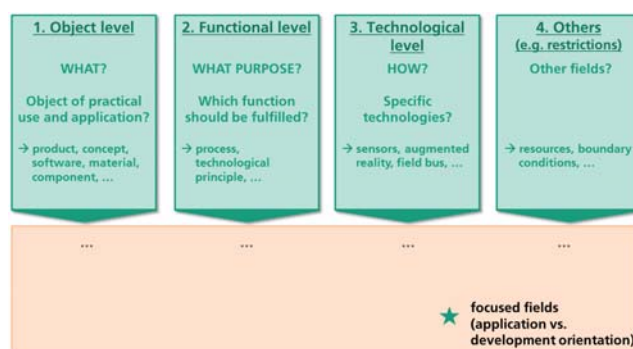 1. Object level
WHAT?
Object of practical
use and application?
→ product, concept,
software, material,
component, ...
2. Functional level
WHAT PURPOSE?
Which function
should be fulfilled?
→ process,
technological
principle, ...
3. Technological
level
HOW?
Specific
technologies?
→ sensors, augmented
reality, field bus, ...
4. Others
(e.g. restrictions)
Other fields?
→ resources, boundary
conditions, ...
...
...
...
...
focused fields
(application vs.
development orientation)